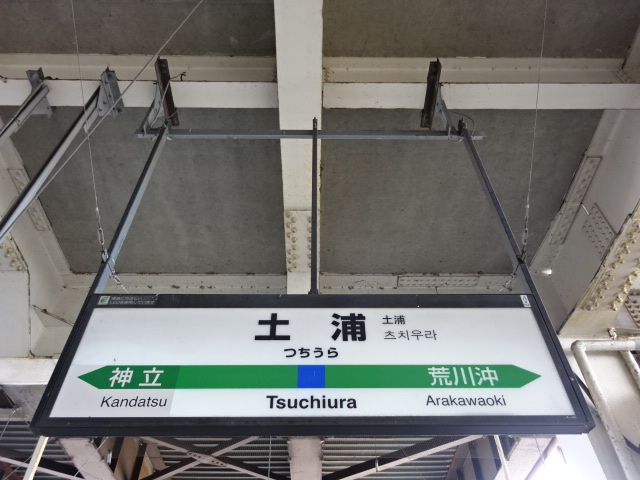 土浦
土浦
츠치우라
つちうら
神立
荒川沖
Kandatsu
Tsuchiura
Arakawaoki